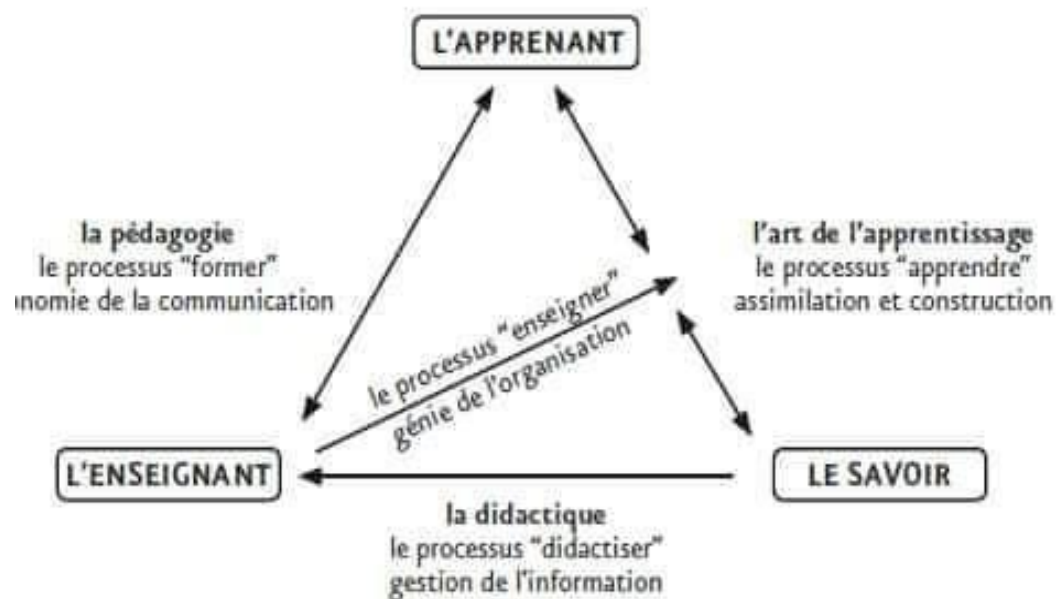 L'APPRENANT
la pédagogie
le processus "former"
de la communication
l'art de l'apprentissage
le processus "apprendre"
assimilation et construction
le processus "enseigner"
génie de l'organisation
L'ENSEIGNANT
LE SAVOIR
la didactique
le processus "didactiser"
gestion de l'information